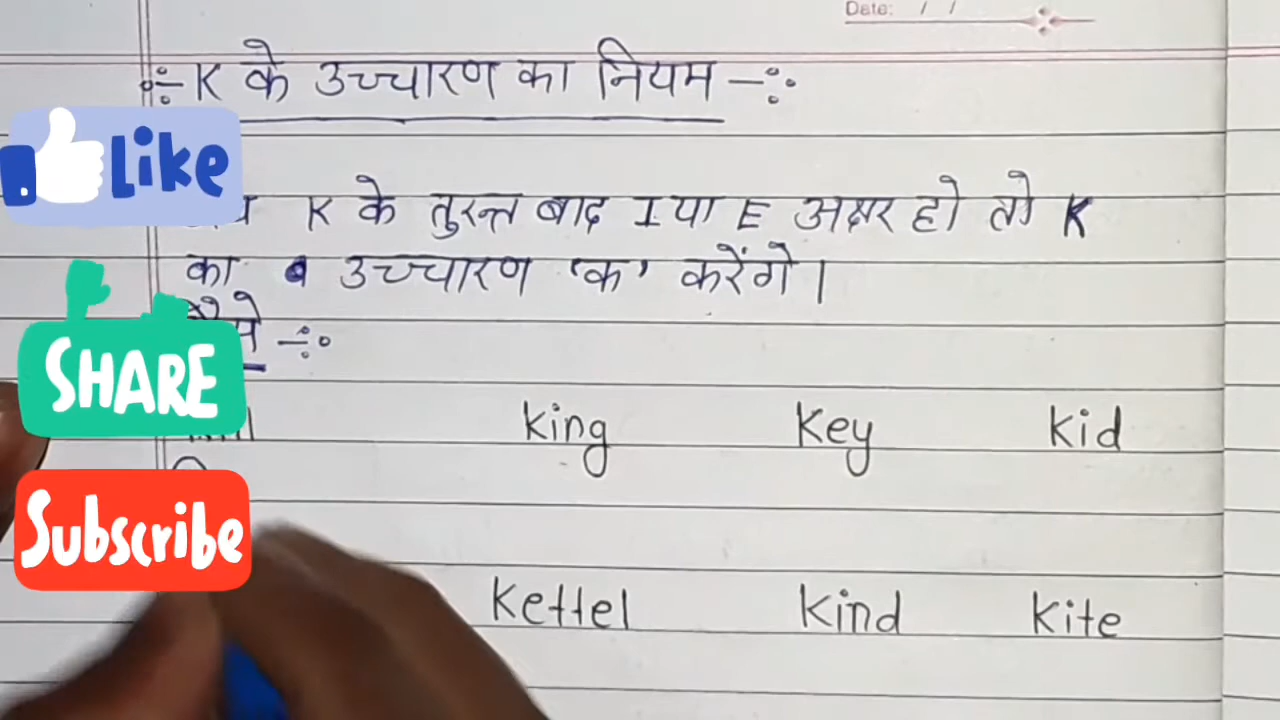 Date: / /
K के उच्चारण का नियम
Like
K के तुरन्त बाद I या E अक्षर हो तो K
का उच्चारण 'क' करेंगे।
SHARE
king Key kid
Subscribe
Kettel Kind Kite